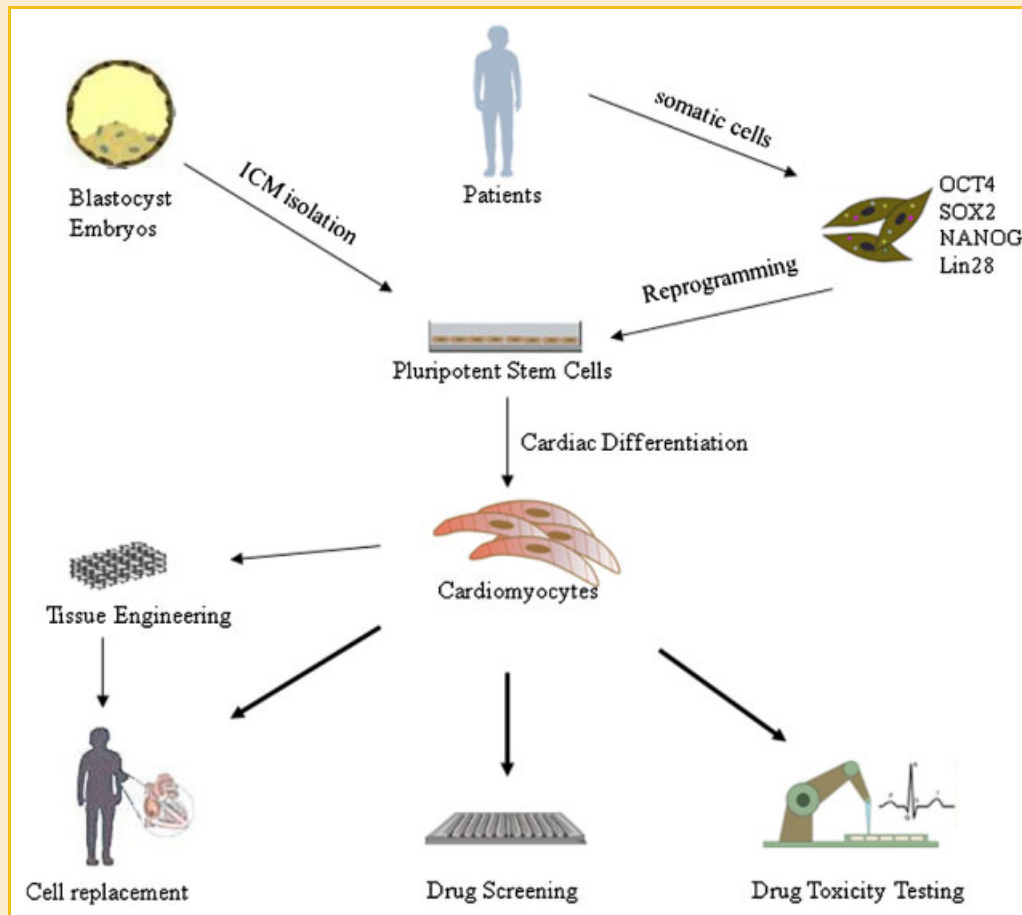 somatic cells
Blastocyst
Embryos
ICM isolation
Patients
OCT4
SOX2
NANOG
Lin28
Reprogramming
Pluripotent Stem Cells
Cardiac Differentiation
Cardiomyocytes
Tissue Engineering
Cell replacement
Drug Screening
Drug Toxicity Testing